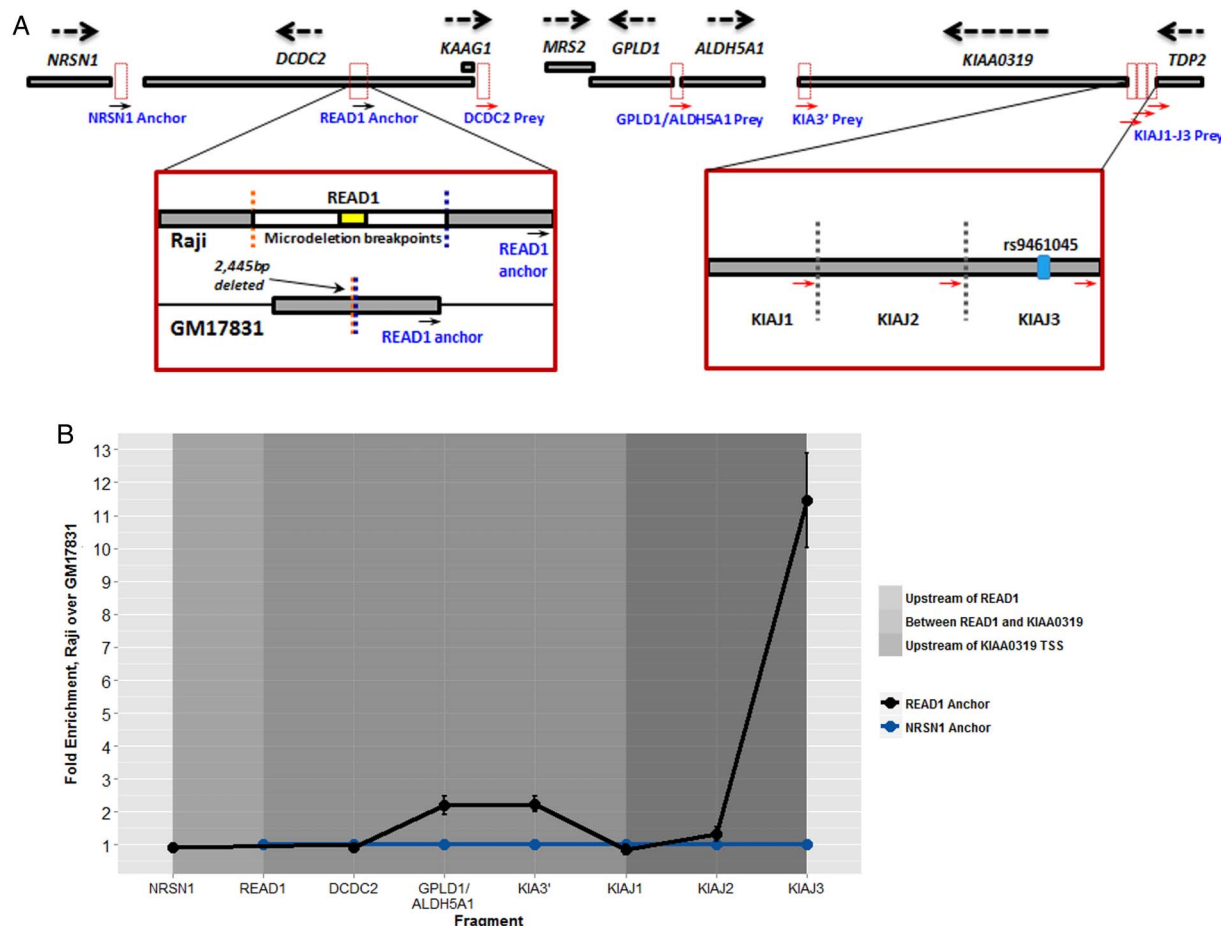 A
NRSN1
DCDC2
KAAG1
MRS2
GPLD1
ALDH5A1
KIAA0319
TDP2
NRSN1 Anchor
READ1 Anchor
DCDC2 Prey
GPLD1/ALDH5A1 Prey
KIA3' Prey
KIAJ1-J3 Prey
READ1
Raji
Microdeletion breakpoints
READ1
anchor
2,445bp
deleted
GM17831
READ1 anchor
rs9461045
KIAJ1
KIAJ2
KIAJ3
B
Fold Enrichment, Raji over GM17831
13
12
11
10
9
8
7
6
5
4
3
2
1
NRSN1
READ1
DCDC2
GPLD1/
ALDH5A1
KIA3'
KIAJ1
KIAJ2
KIAJ3
Fragment
Upstream of READ1
Between READ1 and KIAA0319
Upstream of KIAA0319 TSS
READ1 Anchor
NRSN1 Anchor